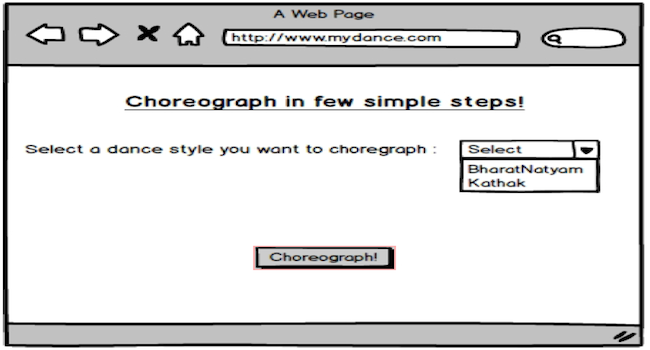 A Web Page
http://www.mydance.com
Choreograph in few simple steps!
Select a dance style you want to choregraph :
Select
BharatNatyam
Kathak
Choreograph!